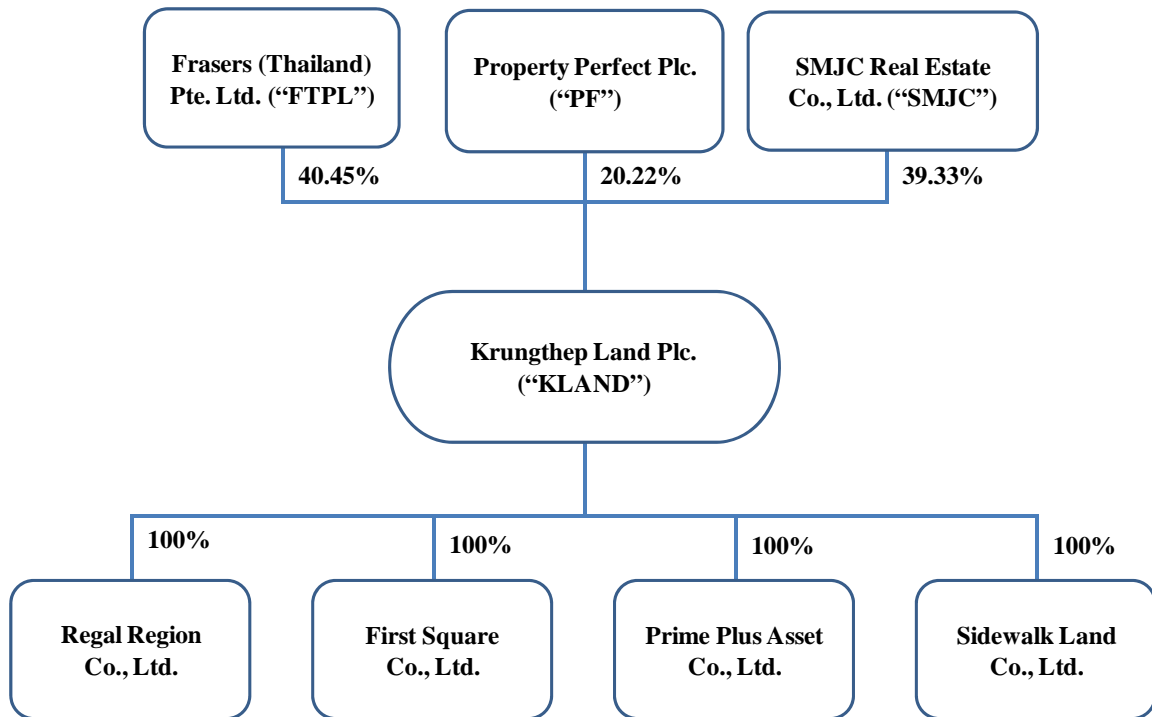 Frasers (Thailand)
Pte. Ltd. (“FTPL”)
Property Perfect Plc.
(“PF”)
SMJC Real Estate
Co., Ltd. (“SMJC”)
40.45%
20.22%
39.33%
Krungthep Land Plc.
(“KLAND”)
100%
100%
100%
100%
Regal Region
Co., Ltd.
First Square
Co., Ltd.
Prime Plus Asset
Co., Ltd.
Sidewalk Land
Co., Ltd.